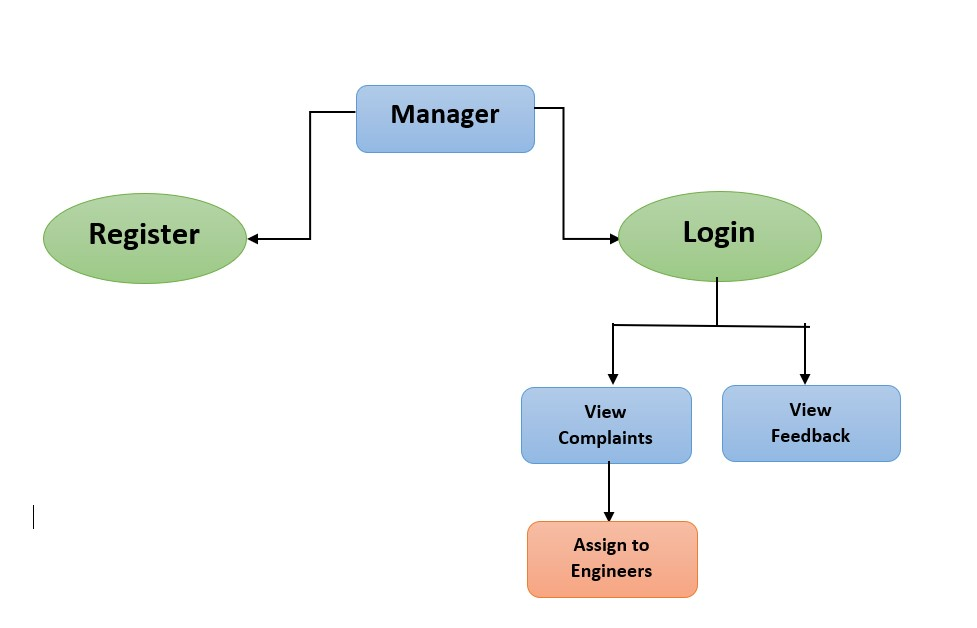 Manager
Register
Login
View
Complaints
View
Feedback
Assign to
Engineers